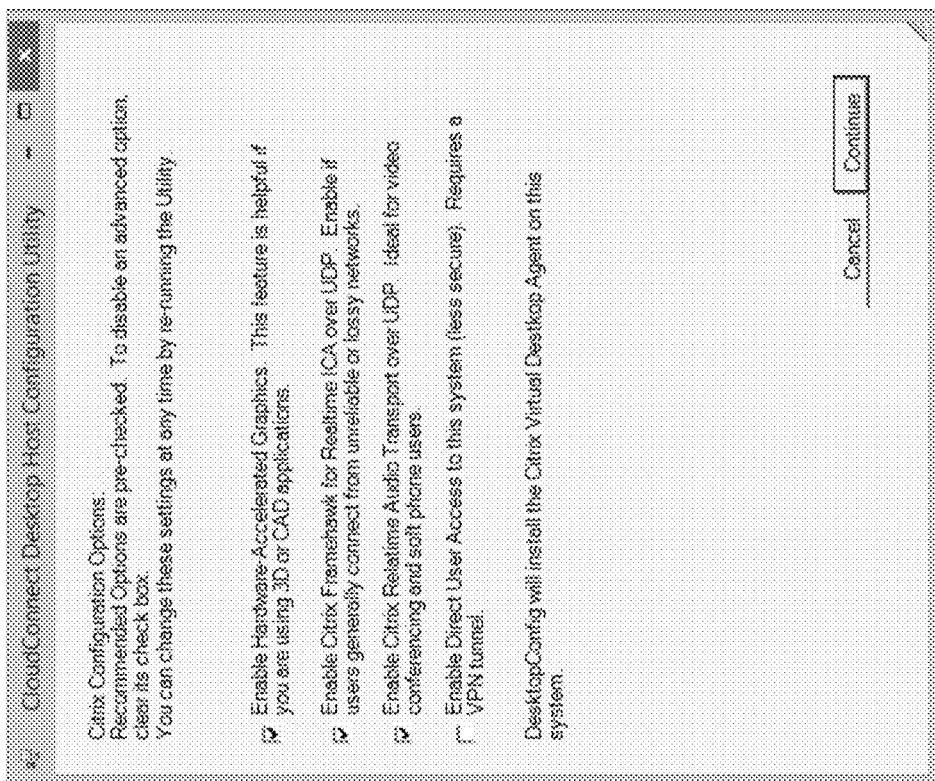 CloudConnect Desktop Host Configuration Utility
Citrix Configuration Options.
Recommended Options are pre-checked. To disable an advanced option,
clear its check box.
You can change these settings at any time by re-running the Utility
Enable Hardware-Accelerated Graphics. This feature is helpful if
you are using 3D or CAD applications.
Enable Citrix Framehawk for Realtime ICA over UDP. Enable if
users generally connect from unreliable or lossy networks.
Enable Citrix Relatime Audio Transport over UDP. Ideal for video
conferencing and soft phone users.
Enable Direct User Access to this system (less secure). Requires a
VPN tunnel.
DesktopConfig will install the Citrix Virtual Destkop Agent on this
system.
Cancel Continue